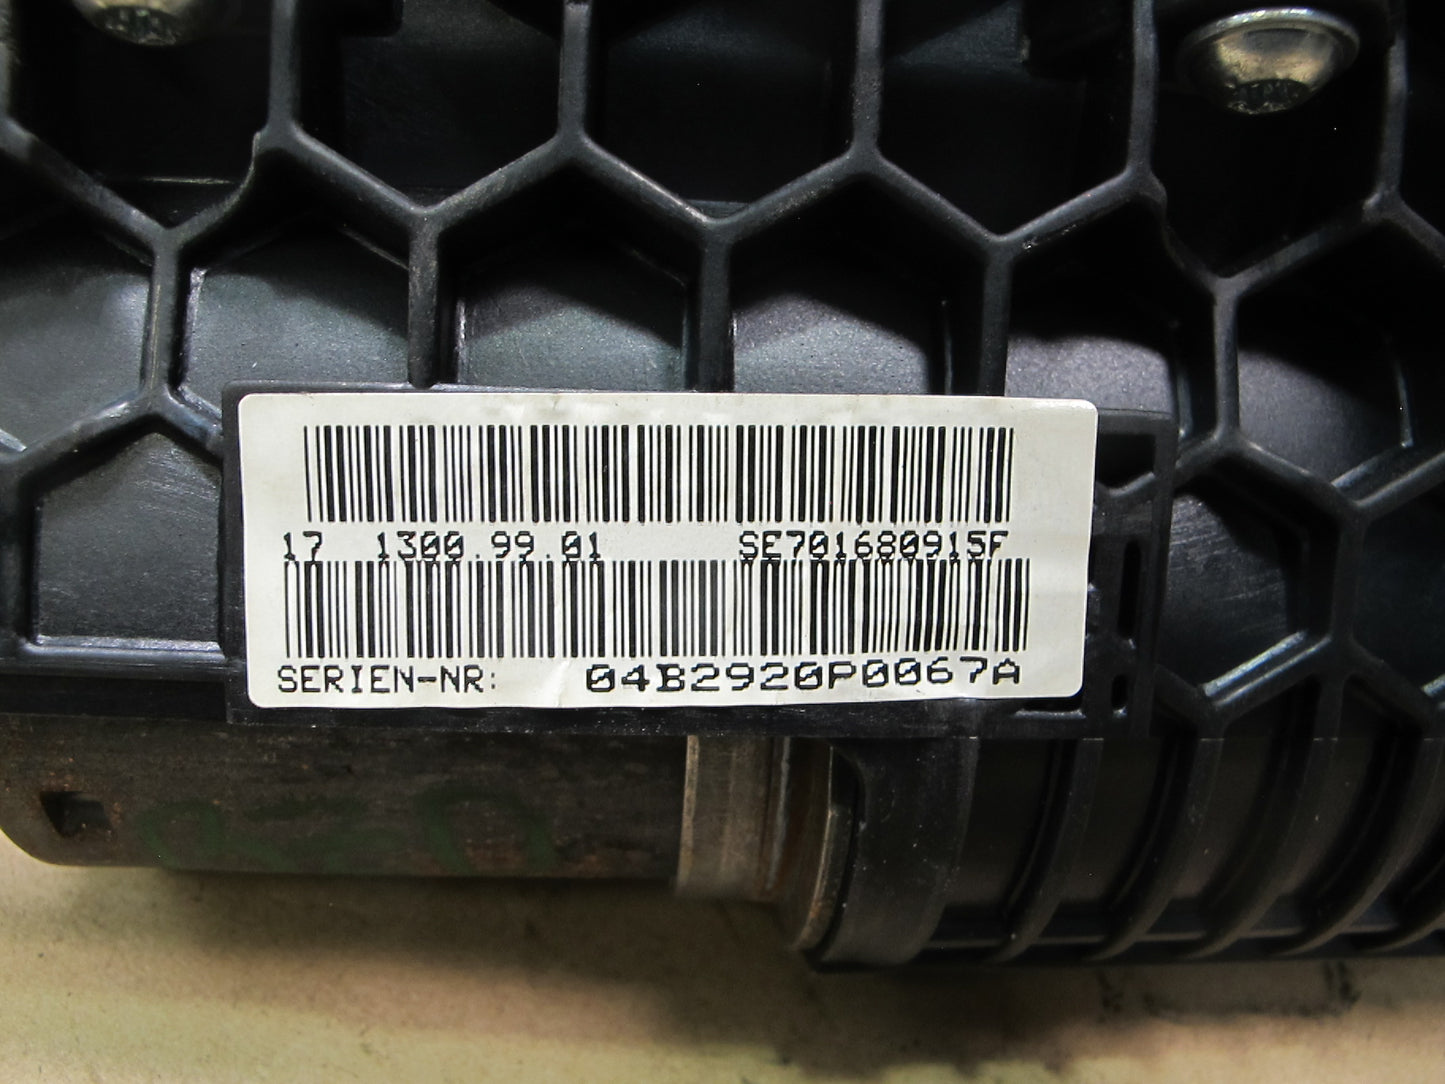 17 1300.99.01 SE701680915F
SERIEN-NR: 04B2920P0067A